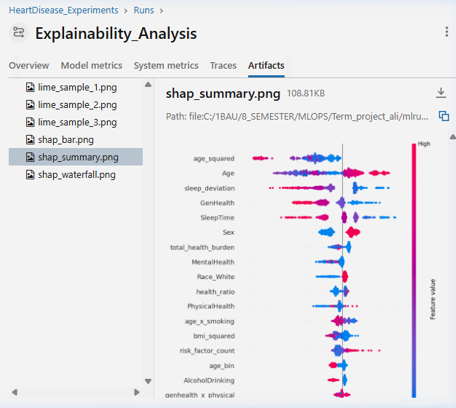 HeartDisease_Experiments > Runs >
Explainability_Analysis
Overview Model metrics System metrics Traces Artifacts
lime_sample_1.png
lime_sample_2.png
lime_sample_3.png
shap_bar.png
shap_summary.png
shap_waterfall.png
shap_summary.png 108.81KB
Path: file:C:/1BAU/8_SEMESTER/MLOPS/Term_project_ali/mlru...
High
age_squared
Age
sleep_deviation
GenHealth
SleepTime
Sex
total_health_burden
MentalHealth
Race_White
health_ratio
PhysicalHealth
age_x_smoking
bmi_squared
risk_factor_count
age_bin
AlcoholDrinking
genhealth_x_physical
Feature value